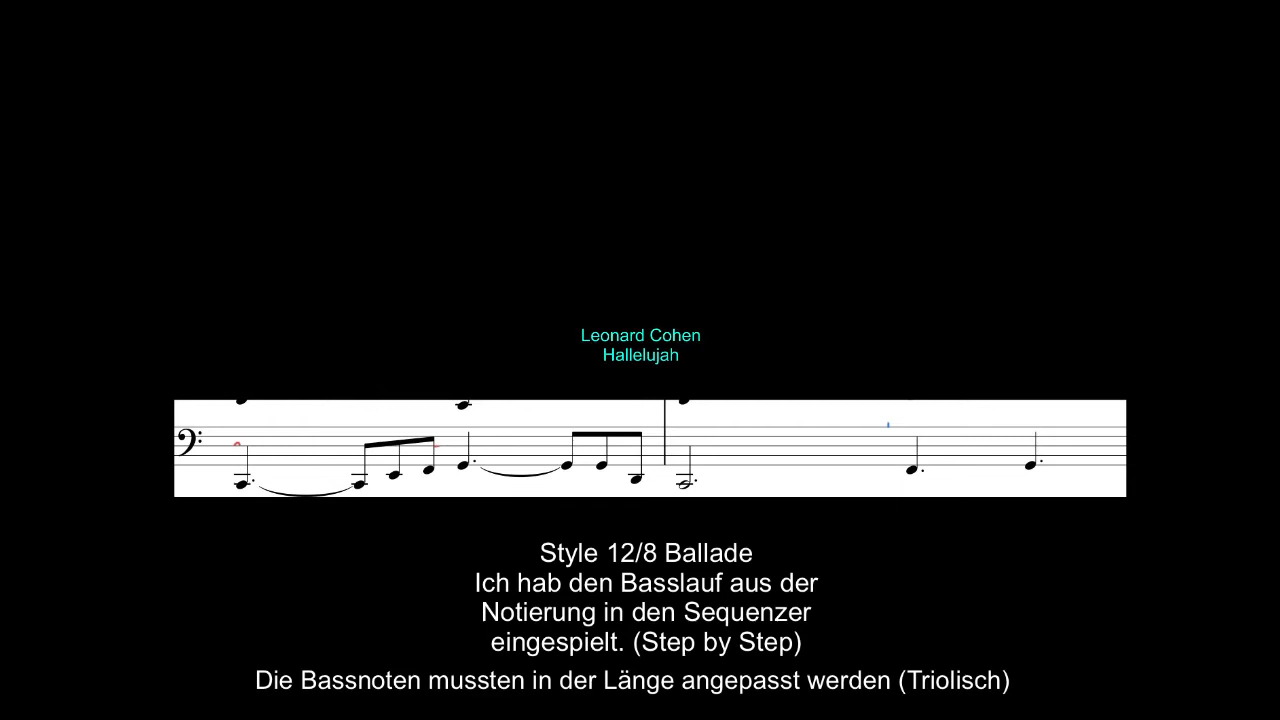 Leonard Cohen
Hallelujah
Style 12/8 Ballade
Ich hab den Basslauf aus der
Notierung in den Sequenzer
eingespielt. (Step by Step)
Die Bassnoten mussten in der Länge angepasst werden (Triolisch)